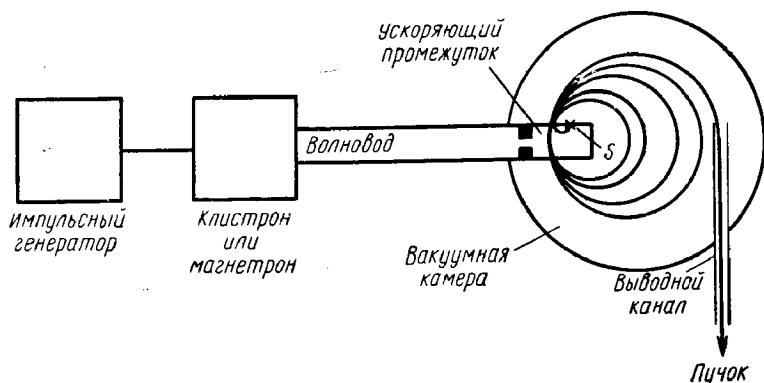 Ускоряющий
промежуток
Волновод
S
Импульсный
генератор
Клистрон
или
магнетрон
Вакуумная
камера
Выводной
канал
Пучок